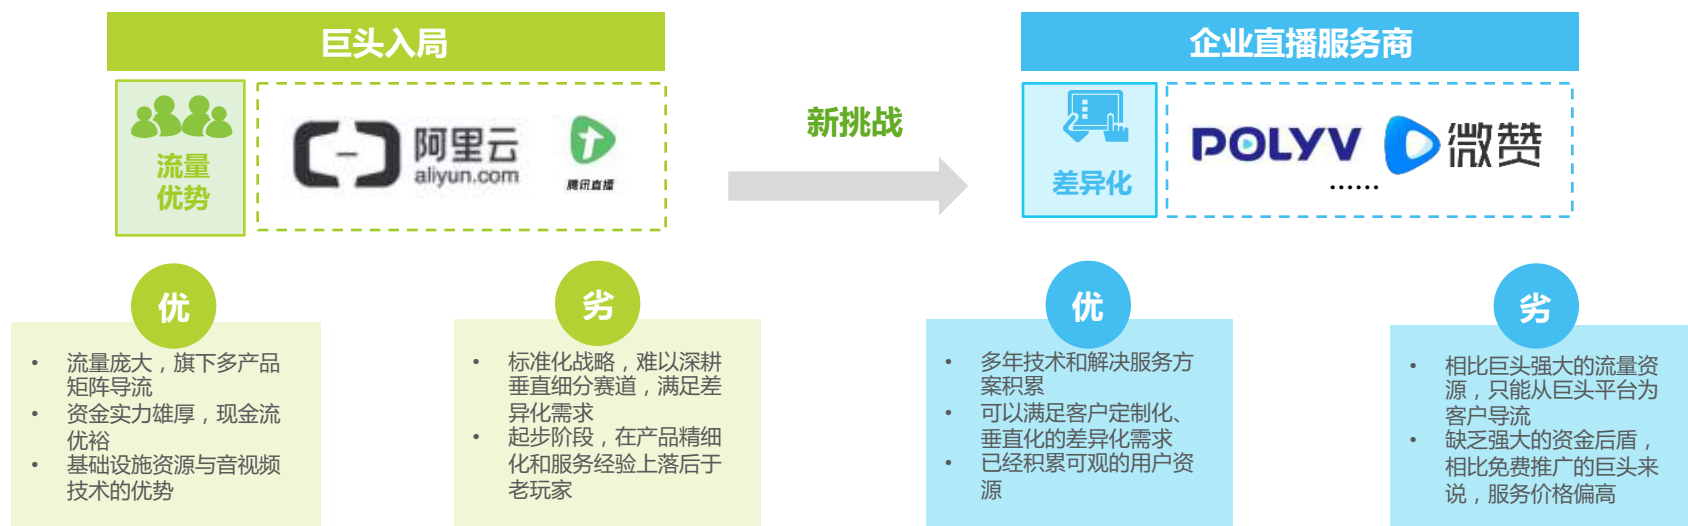 巨头入局
流量
优势
阿里云
aliyun.com
腾讯直播
新挑战
企业直播服务商
差异化
POLYV
微赞
......
优
• 流量庞大，旗下多产品
矩阵导流
• 资金实力雄厚，现金流
优裕
• 基础设施资源与音视频
技术的优势
劣
• 标准化战略，难以深耕
垂直细分赛道，满足差
异化需求
• 起步阶段，在产品精细
化和服务经验上落后于
老玩家
优
• 多年技术和解决服务方
案积累
• 可以满足客户定制化、
垂直化的差异化需求
• 已经积累可观的用户资
源
劣
• 相比巨头强大的流量资
源，只能从巨头平台为
客户导流
• 缺乏强大的资金后盾，
相比免费推广的巨头来
说，服务价格偏高